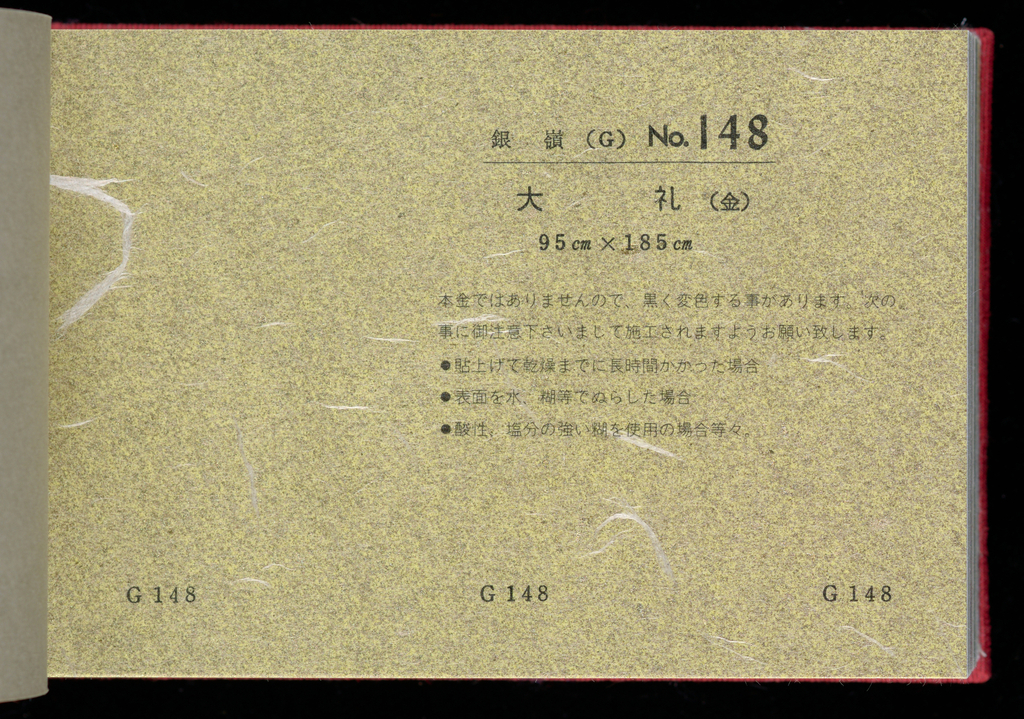 銀 嶺 (G) No.148
大 礼 (金)
95cm×185cm
本金ではありませんので、黒く変色する事があります。次の
事に御注意下さいまして施工されますようお願い致します。
●貼上げて乾燥までに長時間かかった場合
●表面を水、糊等でぬらした場合
●酸性、塩分の強い糊を使用の場合等々。
G 148 G 148 G 148